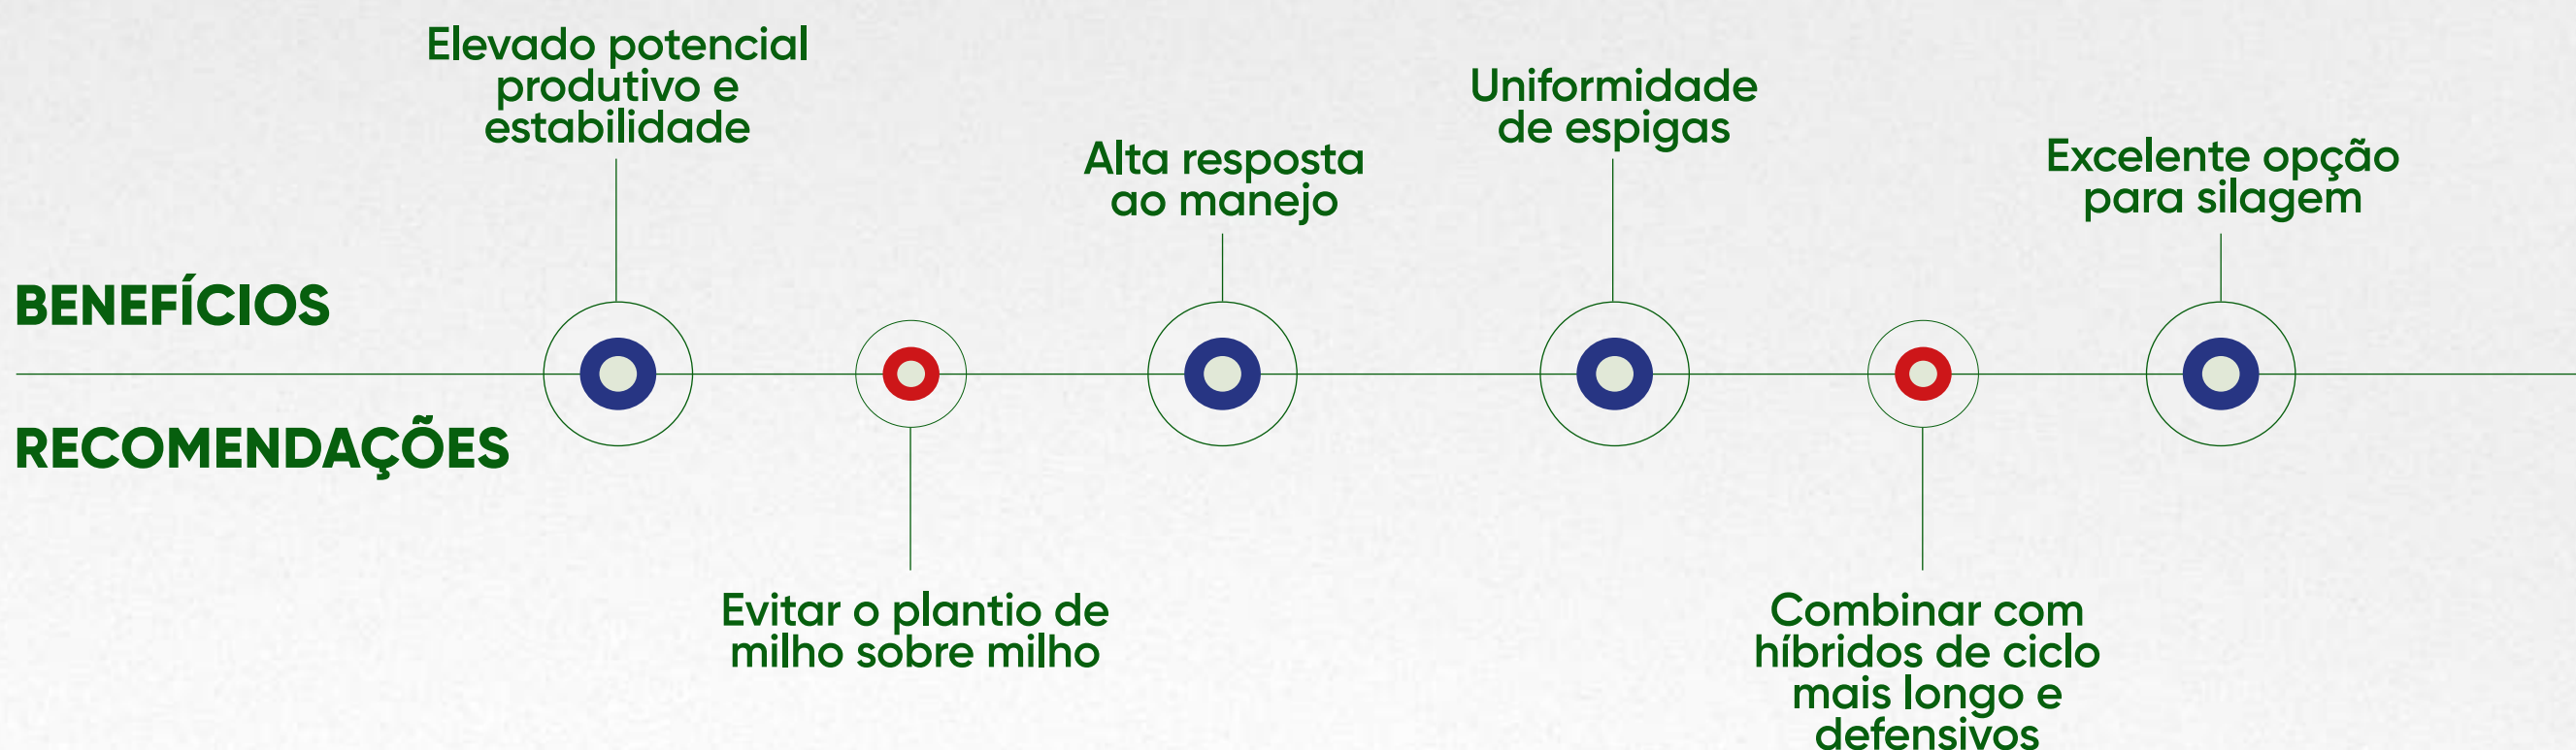 Elevado potencial
produtivo e
estabilidade
Alta resposta
ao manejo
Uniformidade
de espigas
Excelente opção
para silagem
BENEFÍCIOS
RECOMENDAÇÕES
Evitar o plantio de
milho sobre milho
Combinar com
híbridos de ciclo
mais longo e
defensivos